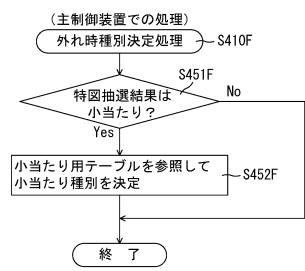 (主制御装置での処理)
外れ時種別決定処理
S410F
S451F
特図抽選結果は
小当たり?
No
Yes
小当たり用テーブルを参照して
小当たり種別を決定
S452F
終 了